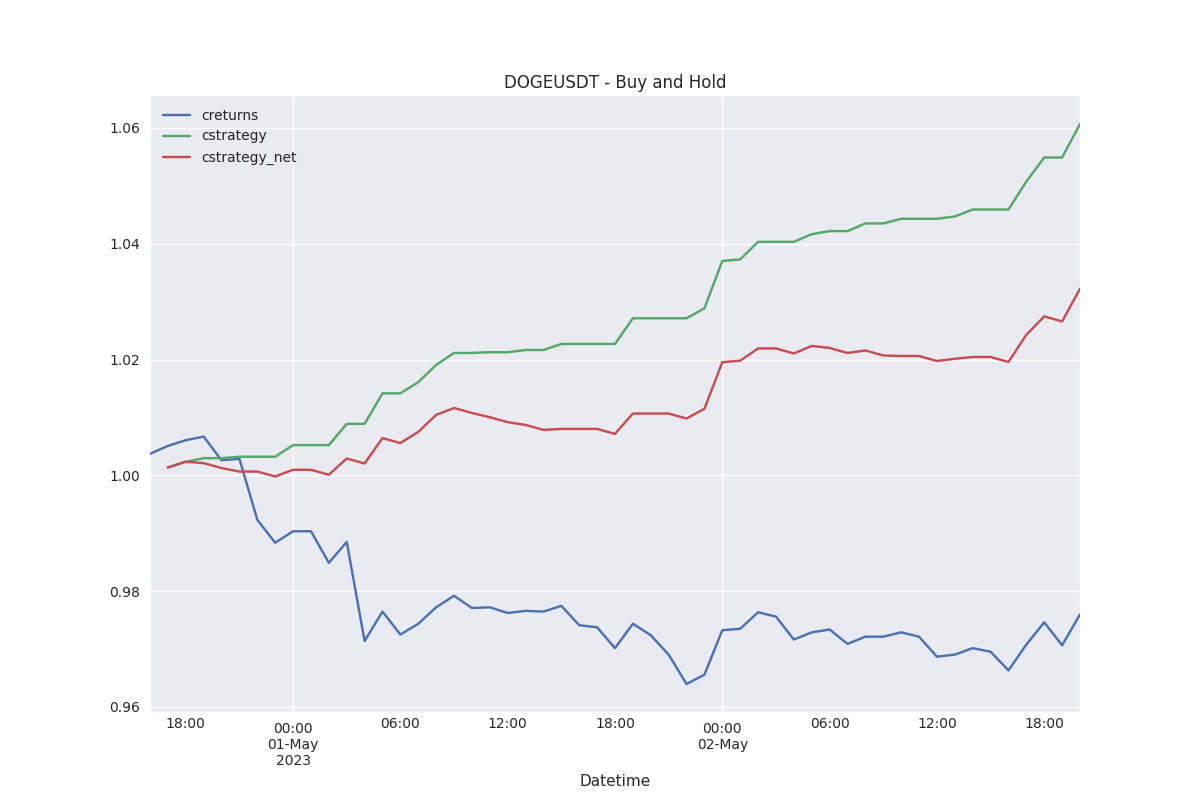 DOGEUSDT - Buy and Hold
creturns
cstrategy
cstrategy_net
1.06
1.04
1.02
1.00
0.98
0.96
18:00
00:00
01-May
2023
06:00
12:00
18:00
00:00
02-May
06:00
12:00
18:00
Datetime